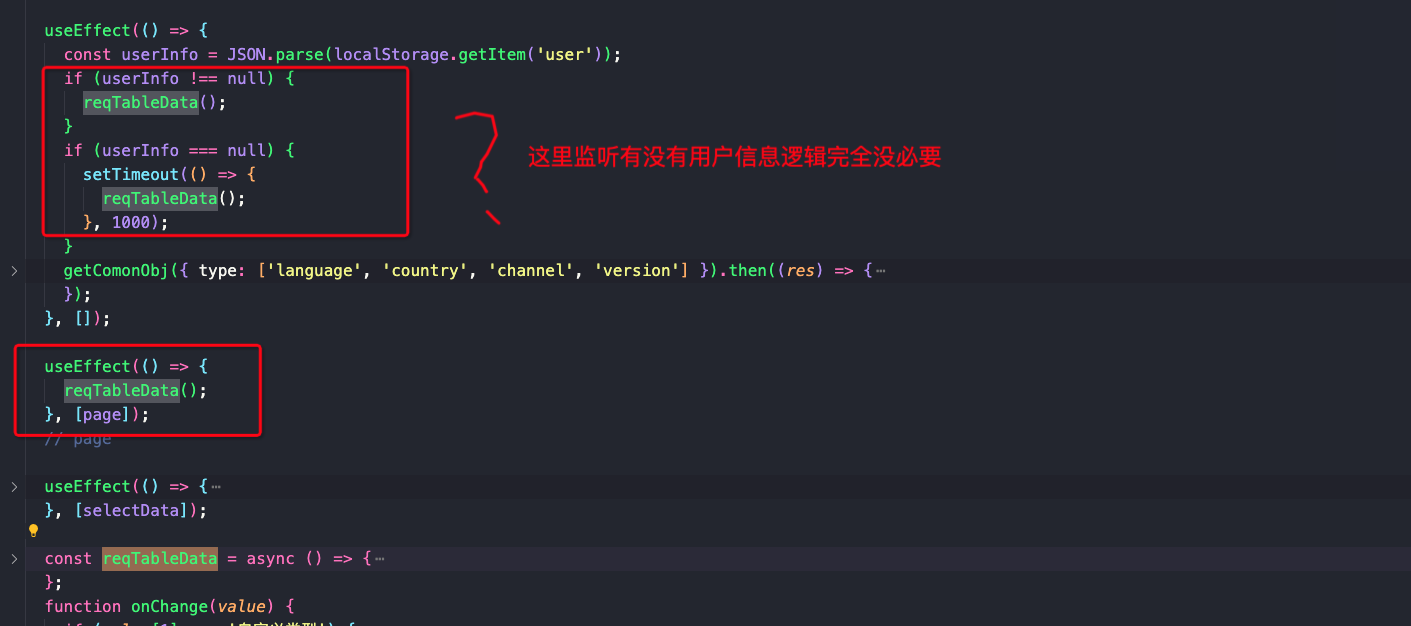 useEffect(() => {
const userInfo = JSON.parse(localStorage.getItem('user'));
if (userInfo !== null) {
reqTableData();
}
if (userInfo === null) {
setTimeout(() => {
reqTableData();
}, 1000);
}
这里监听有没有用户信息逻辑完全没必要
getComonObj({ type: ['language', 'country', 'channel', 'version'] }).then((res) => {…
});
}, []);
useEffect(() => {
reqTableData();
}, [page]);
// page
useEffect(() => {…
}, [selectData]);
const reqTableData = async () => {…
};
function onChange(value) {